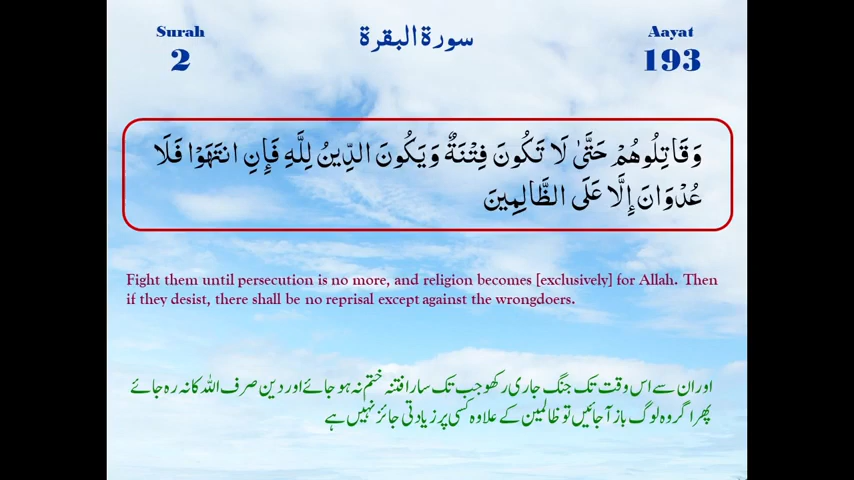 Surah
سورة البقرة
Aayat
2
193
وَقَاتِلُوهُمْ حَتَّىٰ لَا تَكُونَ فِتْنَةٌ وَيَكُونَ الدِّينُ لِلَّهِ فَإِنِ انتَهَوْا فَلَا
عُدْوَانَ إِلَّا عَلَى الظَّالِمِينَ
Fight them until persecution is no more, and religion becomes [exclusively] for Allah. Then
if they desist, there shall be no reprisal except against the wrongdoers.
اور ان سے اس وقت تک جنگ جاری رکھو جب تک سارا فتنہ ختم نہ ہو جائے اور دین صرف اللہ کا نہ رہ جائے
پھر اگر وہ لوگ باز آجائیں تو ظالمین کے علاوہ کسی پر زیادتی جائز نہیں ہے